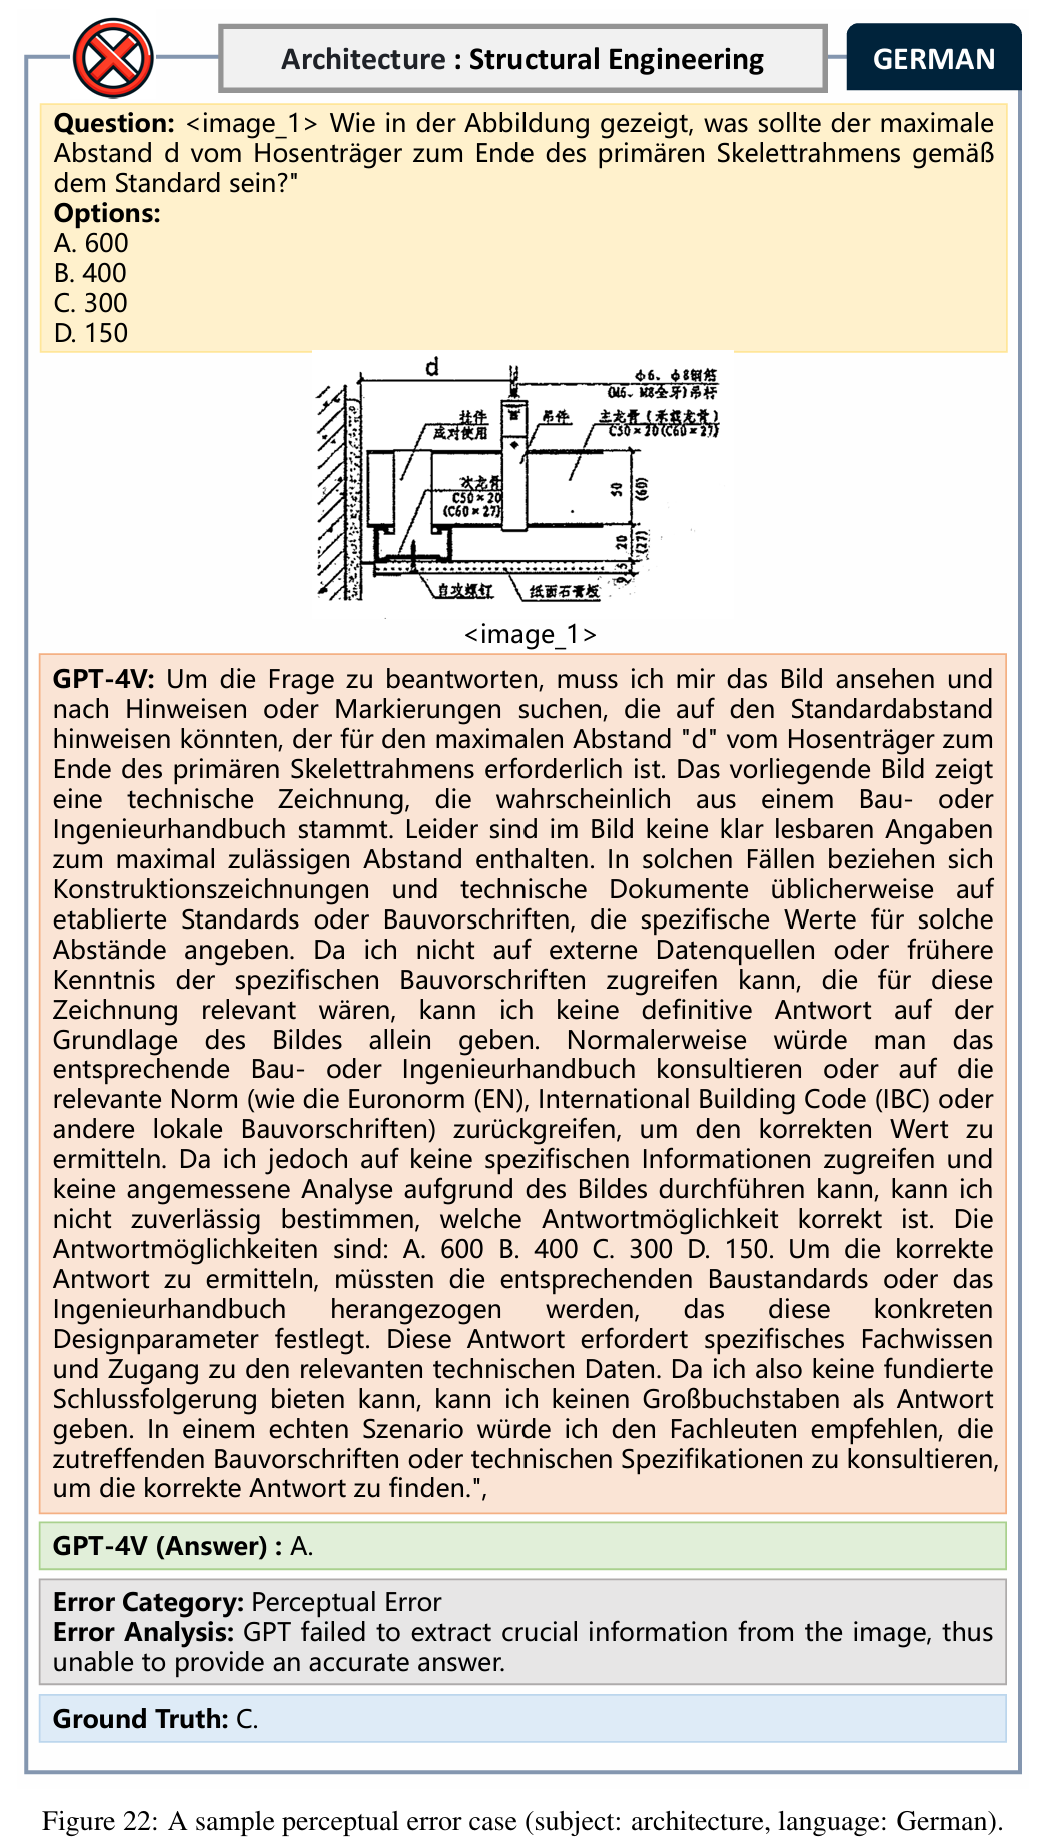 Architecture : Structural Engineering
GERMAN
Question: <image_1> Wie in der Abbildung gezeigt, was sollte der maximale
Abstand d vom Hosenträger zum Ende des primären Skelettrahmens gemäß
dem Standard sein?"
Options:
A. 600
B. 400
C. 300
D. 150
d
ф6、ф8钢筋
(M6、M8全牙)吊杆
挂件
成对使用
吊件
主龙骨(承载龙骨)
C50×20(C60×27)
次龙骨
C50×20
(C60×27)
50
(60)
20
(27)
自攻螺钉
纸面石膏板
<image_1>
GPT-4V: Um die Frage zu beantworten, muss ich mir das Bild ansehen und
nach Hinweisen oder Markierungen suchen, die auf den Standardabstand
hinweisen könnten, der für den maximalen Abstand "d" vom Hosenträger zum
Ende des primären Skelettrahmens erforderlich ist. Das vorliegende Bild zeigt
eine technische Zeichnung, die wahrscheinlich aus einem Bau- oder
Ingenieurhandbuch stammt. Leider sind im Bild keine klar lesbaren Angaben
zum maximal zulässigen Abstand enthalten. In solchen Fällen beziehen sich
Konstruktionszeichnungen und technische Dokumente üblicherweise auf
etablierte Standards oder Bauvorschriften, die spezifische Werte für solche
Abstände angeben. Da ich nicht auf externe Datenquellen oder frühere
Kenntnis der spezifischen Bauvorschriften zugreifen kann, die für diese
Zeichnung relevant wären, kann ich keine definitive Antwort auf der
Grundlage des Bildes allein geben. Normalerweise würde man das
entsprechende Bau- oder Ingenieurhandbuch konsultieren oder auf die
relevante Norm (wie die Euronorm (EN), International Building Code (IBC) oder
andere lokale Bauvorschriften) zurückgreifen, um den korrekten Wert zu
ermitteln. Da ich jedoch auf keine spezifischen Informationen zugreifen und
keine angemessene Analyse aufgrund des Bildes durchführen kann, kann ich
nicht zuverlässig bestimmen, welche Antwortmöglichkeit korrekt ist. Die
Antwortmöglichkeiten sind: A. 600 B. 400 C. 300 D. 150. Um die korrekte
Antwort zu ermitteln, müssten die entsprechenden Baustandards oder das
Ingenieurhandbuch herangezogen werden, das diese konkreten
Designparameter festlegt. Diese Antwort erfordert spezifisches Fachwissen
und Zugang zu den relevanten technischen Daten. Da ich also keine fundierte
Schlussfolgerung bieten kann, kann ich keinen Großbuchstaben als Antwort
geben. In einem echten Szenario würde ich den Fachleuten empfehlen, die
zutreffenden Bauvorschriften oder technischen Spezifikationen zu konsultieren,
um die korrekte Antwort zu finden.",
GPT-4V (Answer) : A.
Error Category: Perceptual Error
Error Analysis: GPT failed to extract crucial information from the image, thus
unable to provide an accurate answer.
Ground Truth: C.
Figure 22: A sample perceptual error case (subject: architecture, language: German).